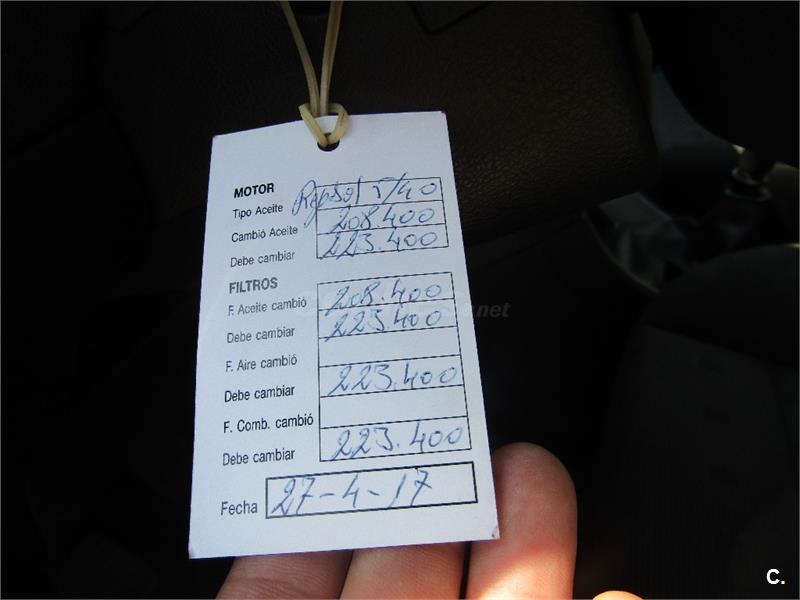 MOTOR
Tipo Aceite Repsol 5/40
Cambió Aceite 208.400
Debe cambiar 223.400
FILTROS
F. Aceite cambió 208.400
Debe cambiar 223.400
F. Aire cambió
Debe cambiar 223.400
F. Comb. cambió
Debe cambiar 223.400
Fecha 27-4-17
C.